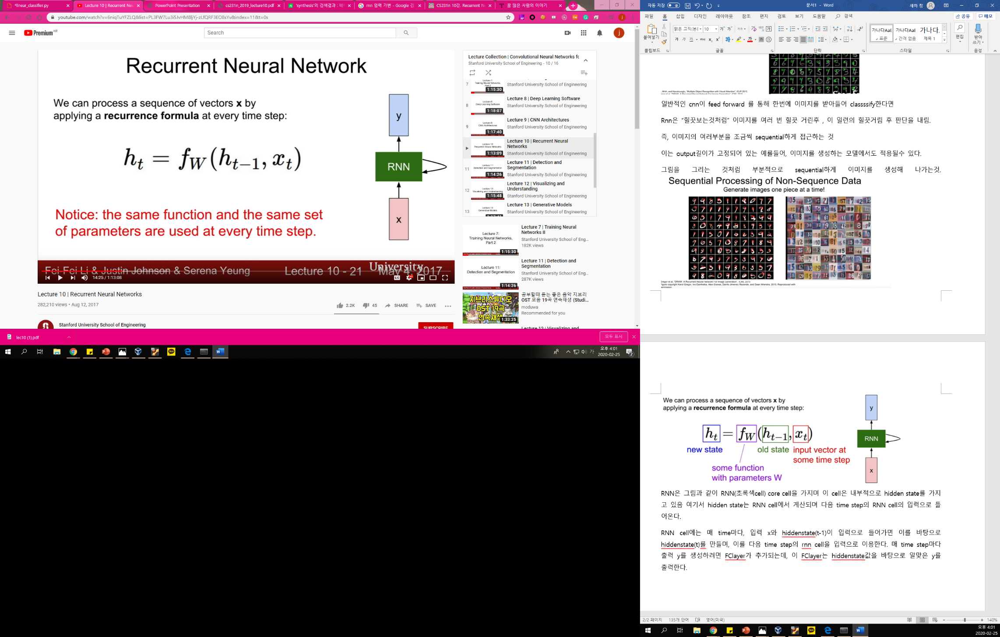 *linear_classifier.py
Lecture 10 | Recurrent Neu
PowerPoint Presentation
cs231n_2019_lecture10.pdf
'synthesis'의 검색결과 : 네이
rnn 입력 가변 - Google 검
CS231n 10강. Recurrent N
꿈 많은 사람의 이야기
youtube.com/watch?v=6niqTuYFZLQ&list=PL3FW7Lu3i5JvHM8ljYj-zLfQRF3EO8sYv&index=11&t=0s
Premium KR
Search
j
Recurrent Neural Network
We can process a sequence of vectors x by
applying a recurrence formula at every time step:
h_t = f_W(h_{t-1}, x_t)
y
RNN
x
Notice: the same function and the same set
of parameters are used at every time step.
Fei-Fei Li & Justin Johnson & Serena Yeung
Lecture 10 - 21
University
May 4, 2017
14:25 / 1:13:08
Lecture 10 | Recurrent Neural Networks
282,210 views • Aug 12, 2017
2.2K
45
SHARE
SAVE
Stanford University School of Engineering
SUBSCRIBE
Lecture Collection | Convolutional Neural Networks fo
Stanford University School of Engineering - 10 / 16
7
Lecture 7:
Training Neural Networks,
Part 2
1:15:30
Stanford University School of Engineering
8
Lecture 8:
Deep Learning Software
1:18:07
Lecture 8 | Deep Learning Software
Stanford University School of Engineering
9
Lecture 9:
CNN Architectures
1:17:40
Lecture 9 | CNN Architectures
Stanford University School of Engineering
Lecture 10:
Recurrent Neural Networks
1:13:09
Lecture 10 | Recurrent Neural
Networks
Stanford University School of Engineering
11
Lecture 11:
Detection and Segmentation
1:14:26
Lecture 11 | Detection and
Segmentation
Stanford University School of Engineering
12
Lecture 12:
Visualizing and Understanding
1:15:48
Lecture 12 | Visualizing and
Understanding
Stanford University School of Engineering
13
Lecture 13:
Generative Models
1:17:41
Lecture 13 | Generative Models
Stanford University School of Engineering
Lecture 7:
Training Neural Networks,
Part 2
1:15:30
Lecture 7 | Training Neural
Networks II
Stanford University School of Eng...
182K views
Lecture 11:
Detection and Segmentation
1:14:26
Lecture 11 | Detection and
Segmentation
Stanford University School of Eng...
287K views
지브리스튜디오
OST 19곡
연속재생
1:33:25
공부할때 듣는 좋은 음악 지브리
OST 모음 19곡 연속재생 (Studi...
moduwa
Recommended for you
Lecture 12 | Visualizing and
lec10 (1).pdf
모두 표시
가
오후 4:01
2020-02-25
2
자동 저장
문서1 - Word
새하 정
파일 홈 삽입 디자인 레이아웃 참조 편지 검토 보기 도움말 검색
공유
메모
붙여넣기
클립보드
맑은 고딕(본문
10
글꼴
단락
가나다AaB
가나다AaB
가나다
표준
간격 없음
제목 1
스타일
편집
받아
쓰기
음성
일반적인 cnn이 feed forward 를 통해 한번에 이미지를 받아들어 classssify한다면
Rnn은 “힐끗보는것처럼” 이미지를 여러 번 힐끗 거린후 , 이 일련의 힐끗거림 후 판단을 내림.
즉, 이미지의 여러부분을 조금씩 sequential하게 접근하는 것
이는 output길이가 고정되어 있는 예를들어, 이미지를 생성하는 모델에서도 적용될수 있다.
그림을 그리는 것처럼 부분적으로 sequential하게 이미지를 생성해 나가는것.
Sequential Processing of Non-Sequence Data
Generate images one piece at a time!
We can process a sequence of vectors x by
applying a recurrence formula at every time step:
h_t = f_W(h_{t-1}, x_t)
new state
old state
input vector at
some time step
some function
with parameters W
y
RNN
x
RNN은 그림과 같이 RNN(초록색cell) core cell을 가지며 이 cell은 내부적으로 hidden state를 가지
고 있음 여기서 hidden state는 RNN cell에서 계산되며 다음 time step의 RNN cell의 입력으로 들
어온다.
RNN cell에는 매 time마다, 입력 x와 hiddenstate(t-1)이 입력으로 들어가면 이를 바탕으로
hiddenstate(t)를 만들며, 이를 다음 time step의 rnn cell을 입력으로 이용한다. 매 time step마다
출력 y를 생성하려면 FClayer가 추가되는데, 이 FClayer는 hiddenstate값을 바탕으로 알맞은 y를
출력한다.
2/2 페이지
135개 단어
영어(미국)
140%
오후 4:01
2020-02-25